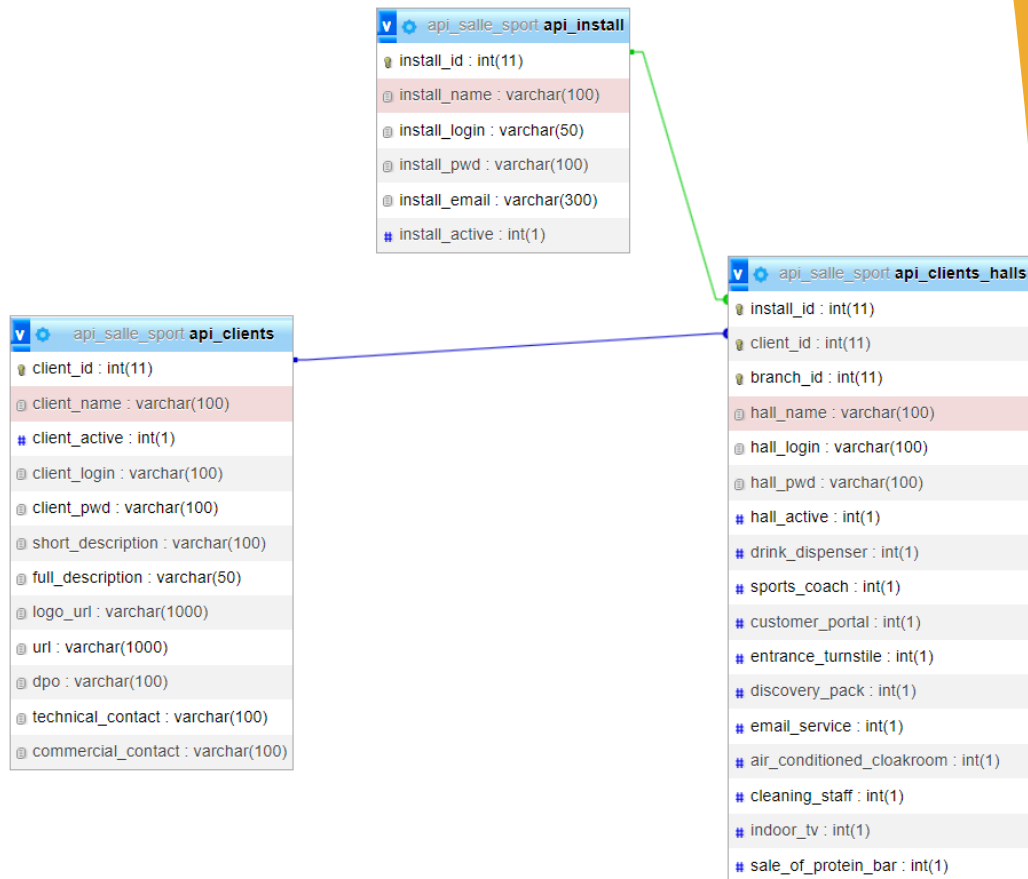 v api_salle_sport api_install
install_id : int(11)
install_name : varchar(100)
install_login : varchar(50)
install_pwd : varchar(100)
install_email : varchar(300)
# install_active : int(1)
v api_salle_sport api_clients
client_id : int(11)
client_name : varchar(100)
# client_active : int(1)
client_login : varchar(100)
client_pwd : varchar(100)
short_description : varchar(100)
full_description : varchar(50)
logo_url : varchar(1000)
url : varchar(1000)
dpo : varchar(100)
technical_contact : varchar(100)
commercial_contact : varchar(100)
v api_salle_sport api_clients_halls
install_id : int(11)
client_id : int(11)
branch_id : int(11)
hall_name : varchar(100)
hall_login : varchar(100)
hall_pwd : varchar(100)
# hall_active : int(1)
# drink_dispenser : int(1)
# sports_coach : int(1)
# customer_portal : int(1)
# entrance_turnstile : int(1)
# discovery_pack : int(1)
# email_service : int(1)
# air_conditioned_cloakroom : int(1)
# cleaning_staff : int(1)
# indoor_tv : int(1)
# sale_of_protein_bar : int(1)